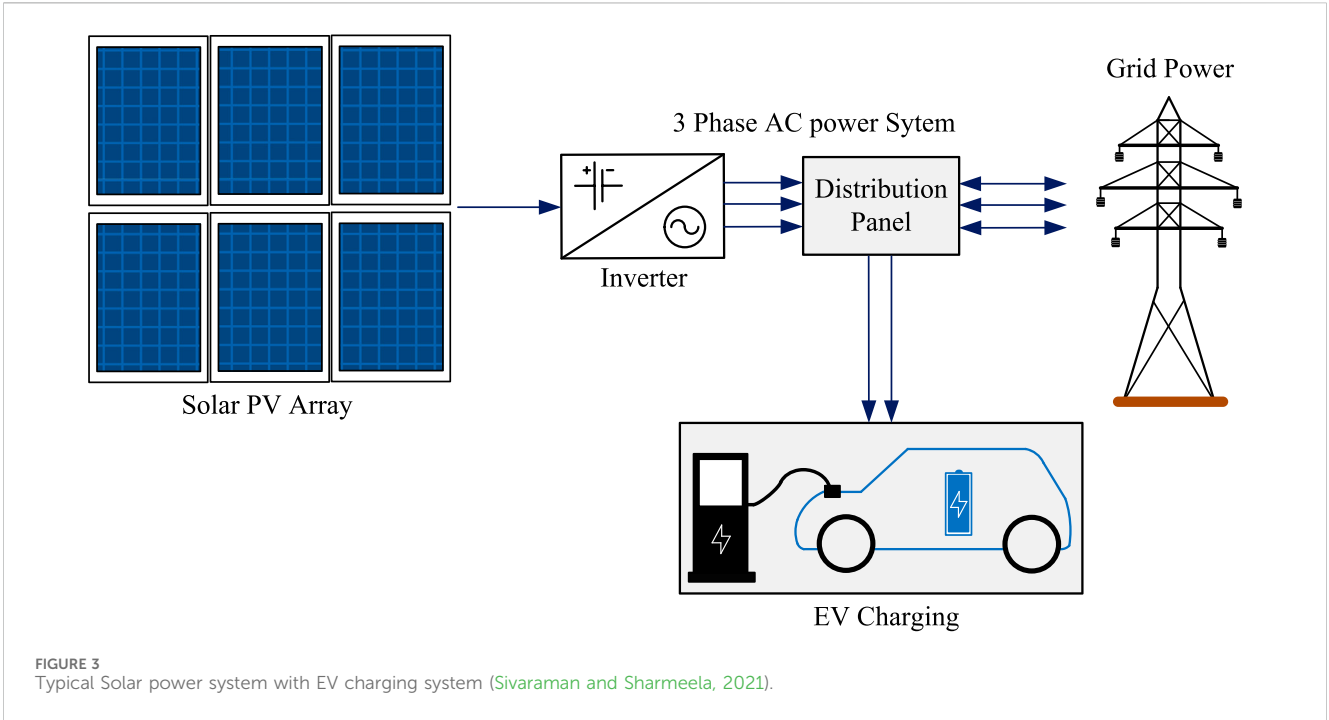 Grid Power
3 Phase AC power Sytem
Distribution
Panel
Inverter
Solar PV Array
EV Charging
FIGURE 3
Typical Solar power system with EV charging system (Sivaraman and Sharmeela, 2021).